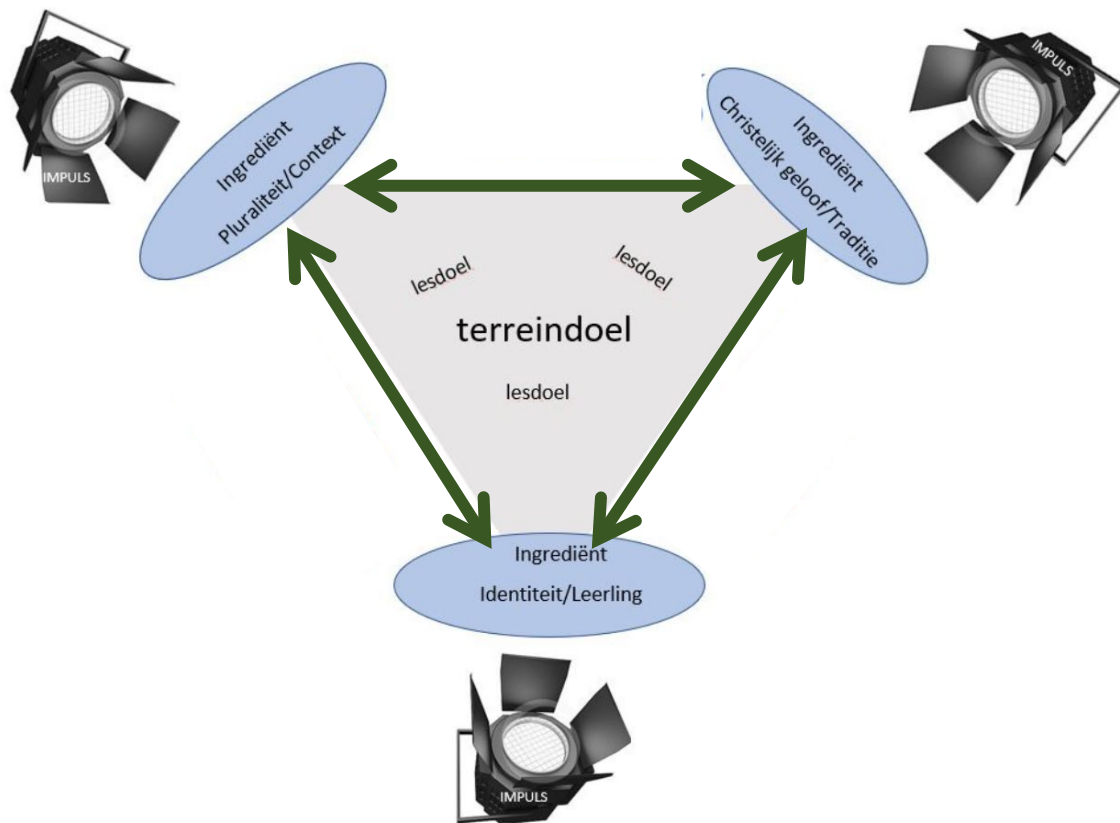 IMPULS
Ingrediënt
Pluraliteit/Context
Ingrediënt
Christelijk geloof/Traditie
IMPULS
lesdoel
lesdoel
terreindoel
lesdoel
Ingrediënt
Identiteit/Leerling
IMPULS